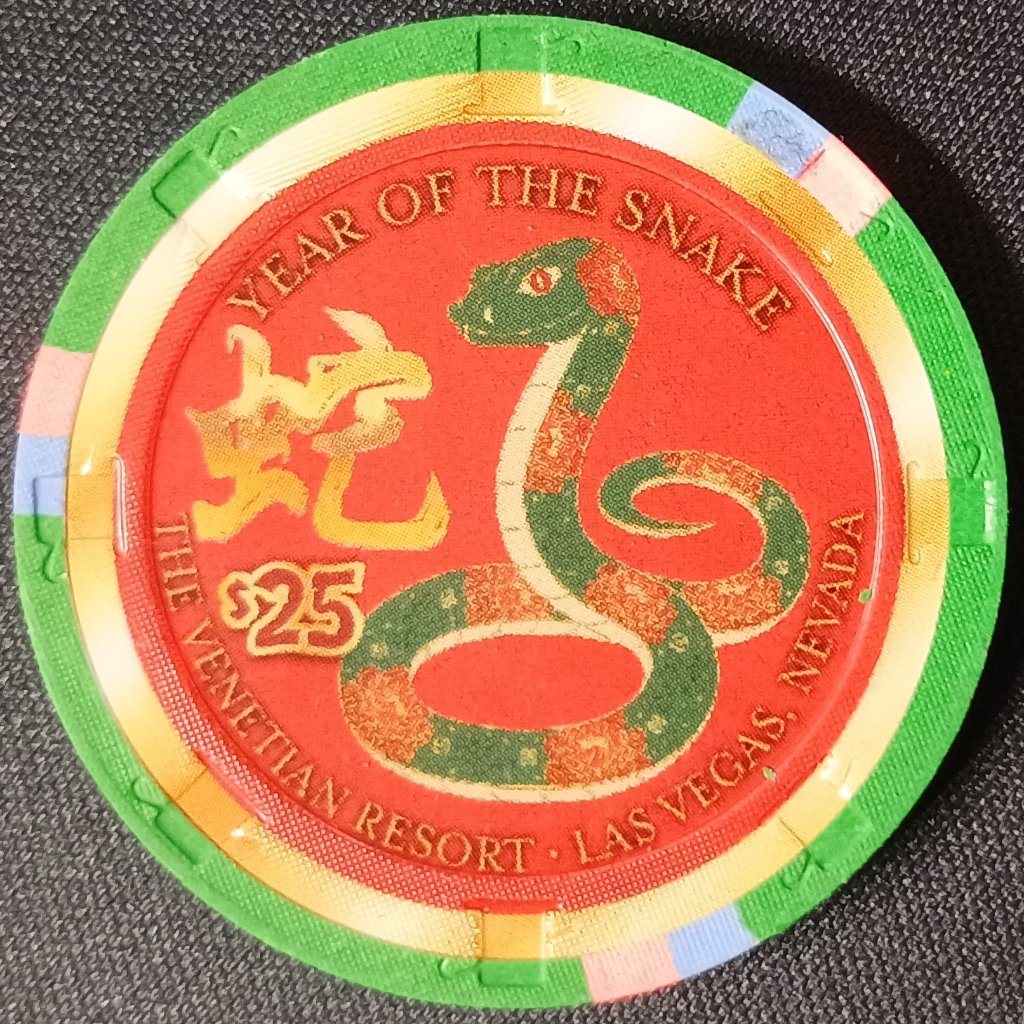 YEAR OF THE SNAKE
蛇
$25
THE VENETIAN RESORT · LAS VEGAS, NEVADA